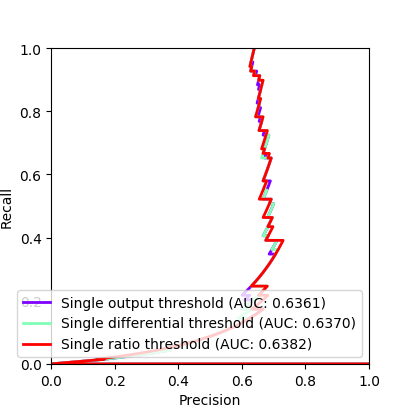 1.0
0.8
0.6
0.4
0.2
0.0
Recall
Single output threshold (AUC: 0.6361)
Single differential threshold (AUC: 0.6370)
Single ratio threshold (AUC: 0.6382)
0.0 0.2 0.4 0.6 0.8 1.0
Precision